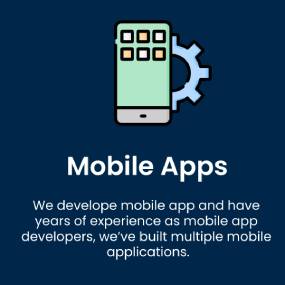 Mobile Apps
We develope mobile app and have
years of experience as mobile app
developers, we've built multiple mobile
applications.